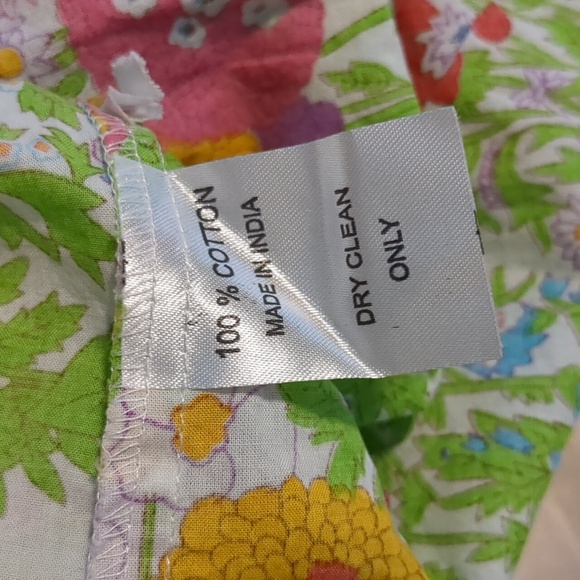 100 % COTTON
MADE IN INDIA
DRY CLEAN
ONLY